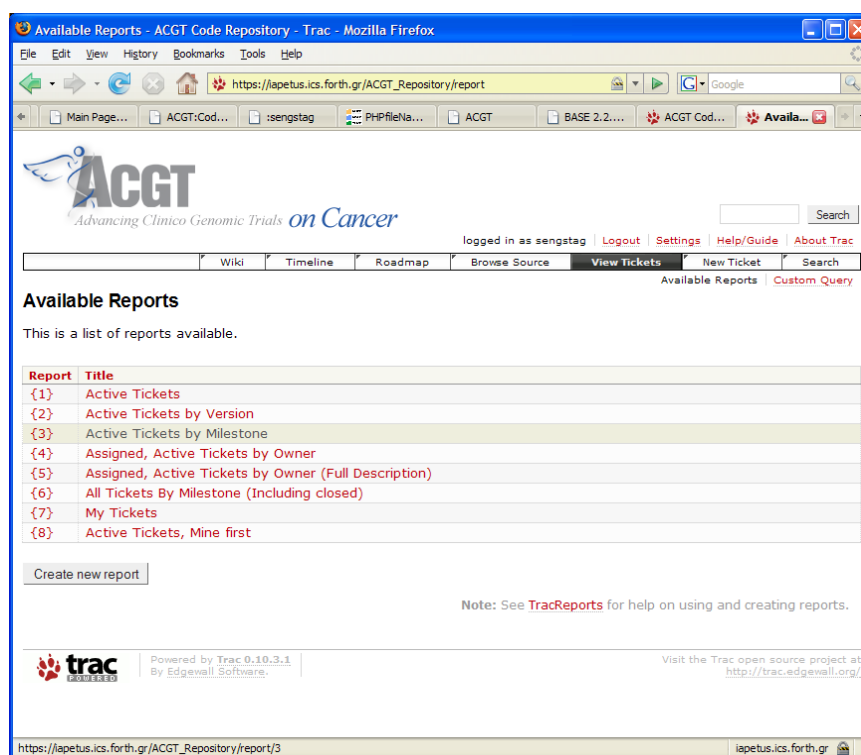 Available Reports - ACGT Code Repository - Trac - Mozilla Firefox
File Edit View History Bookmarks Tools Help
https://iapetus.ics.forth.gr/ACGT_Repository/report
G Google
Main Page... ACGT:Cod... :sengstag PHPfileNa... ACGT BASE 2.2.... ACGT Cod... Availa...
ACGT
Advancing Clinico Genomic Trials on Cancer
Search
logged in as sengstag Logout Settings Help/Guide About Trac
Wiki Timeline Roadmap Browse Source View Tickets New Ticket Search
Available Reports Custom Query
Available Reports
This is a list of reports available.
Report Title
{1} Active Tickets
{2} Active Tickets by Version
{3} Active Tickets by Milestone
{4} Assigned, Active Tickets by Owner
{5} Assigned, Active Tickets by Owner (Full Description)
{6} All Tickets By Milestone (Including closed)
{7} My Tickets
{8} Active Tickets, Mine first
Create new report
Note: See TracReports for help on using and creating reports.
trac
POWERED
Powered by Trac 0.10.3.1
By Edgewall Software.
Visit the Trac open source project at
http://trac.edgewall.org/
https://iapetus.ics.forth.gr/ACGT_Repository/report/3 iapetus.ics.forth.gr